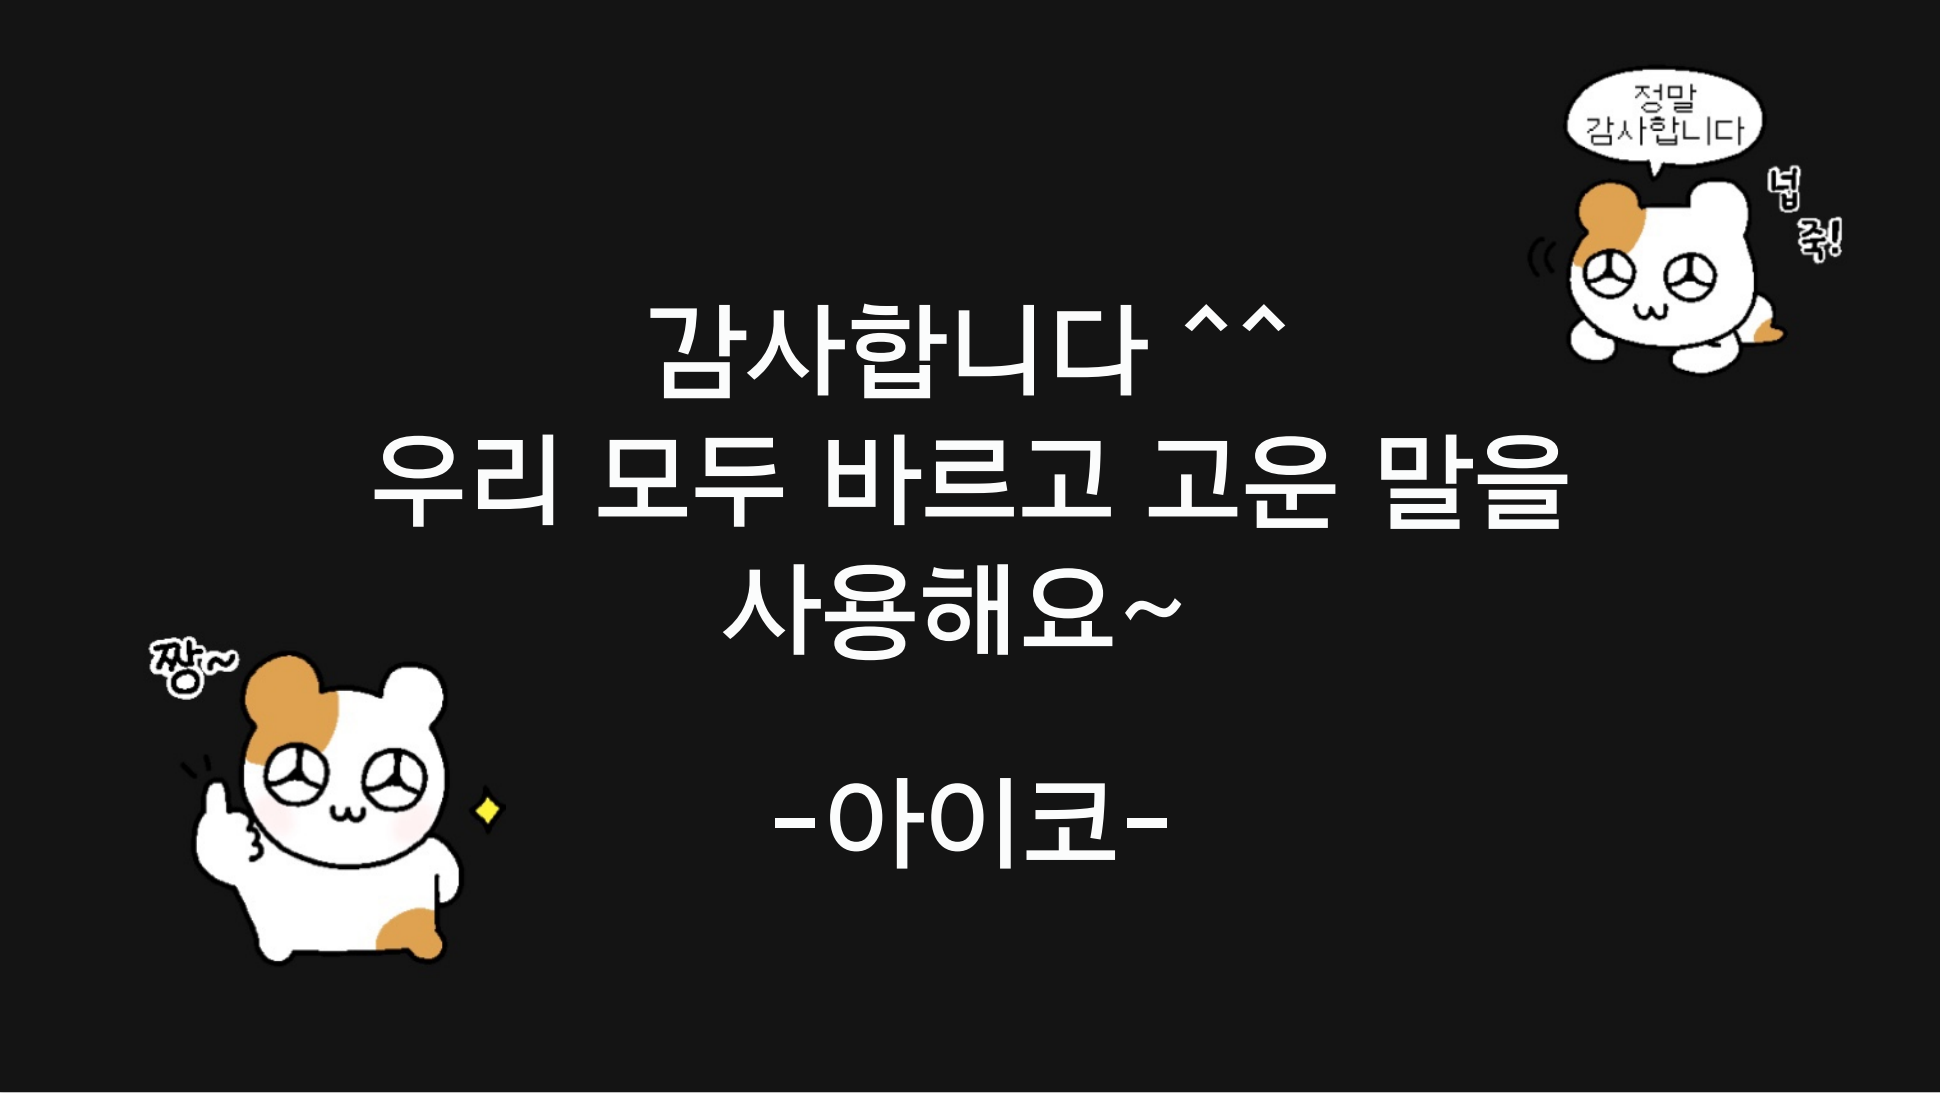 정말
감사합니다
넙
죽!
감사합니다 ^^
우리 모두 바르고 고운 말을
사용해요~
짱~
-아이코-